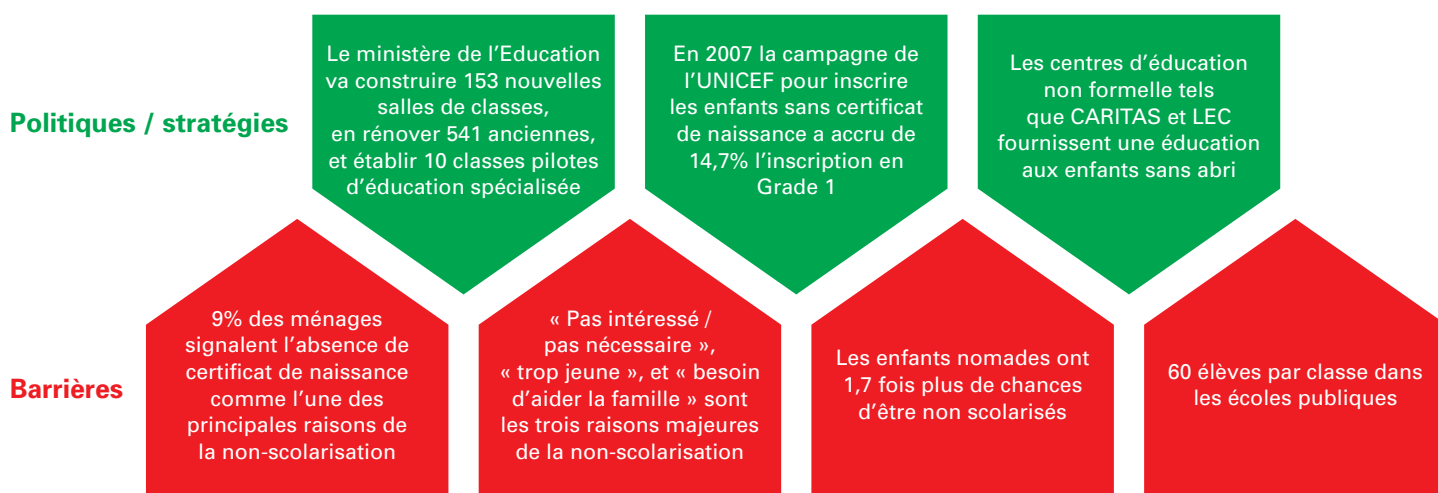 Politiques / stratégies
Le ministère de l'Education
va construire 153 nouvelles
salles de classes,
en rénover 541 anciennes,
et établir 10 classes pilotes
d'éducation spécialisée
En 2007 la campagne de
l'UNICEF pour inscrire
les enfants sans certificat
de naissance a accru de
14,7% l'inscription en
Grade 1
Les centres d'éducation
non formelle tels
que CARITAS et LEC
fournissent une éducation
aux enfants sans abri
Barrières
9% des ménages
signalent l'absence de
certificat de naissance
comme l'une des
principales raisons de
la non-scolarisation
« Pas intéressé /
pas nécessaire »,
« trop jeune », et « besoin
d'aider la famille » sont
les trois raisons majeures
de la non-scolarisation
Les enfants nomades ont
1,7 fois plus de chances
d'être non scolarisés
60 élèves par classe dans
les écoles publiques